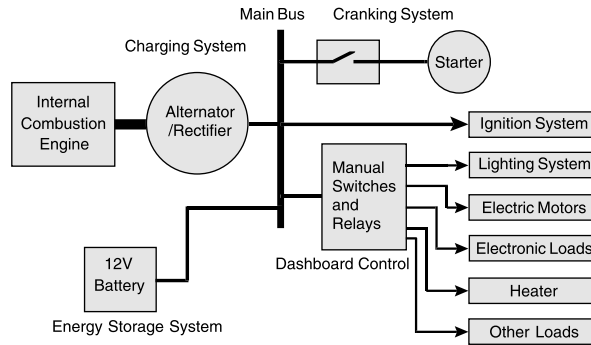 Main Bus
Cranking System
Charging System
Starter
Internal
Combustion
Engine
Alternator
/Rectifier
Ignition System
Manual
Switches
and
Relays
Lighting System
Electric Motors
Electronic Loads
Heater
Other Loads
Dashboard Control
12V
Battery
Energy Storage System